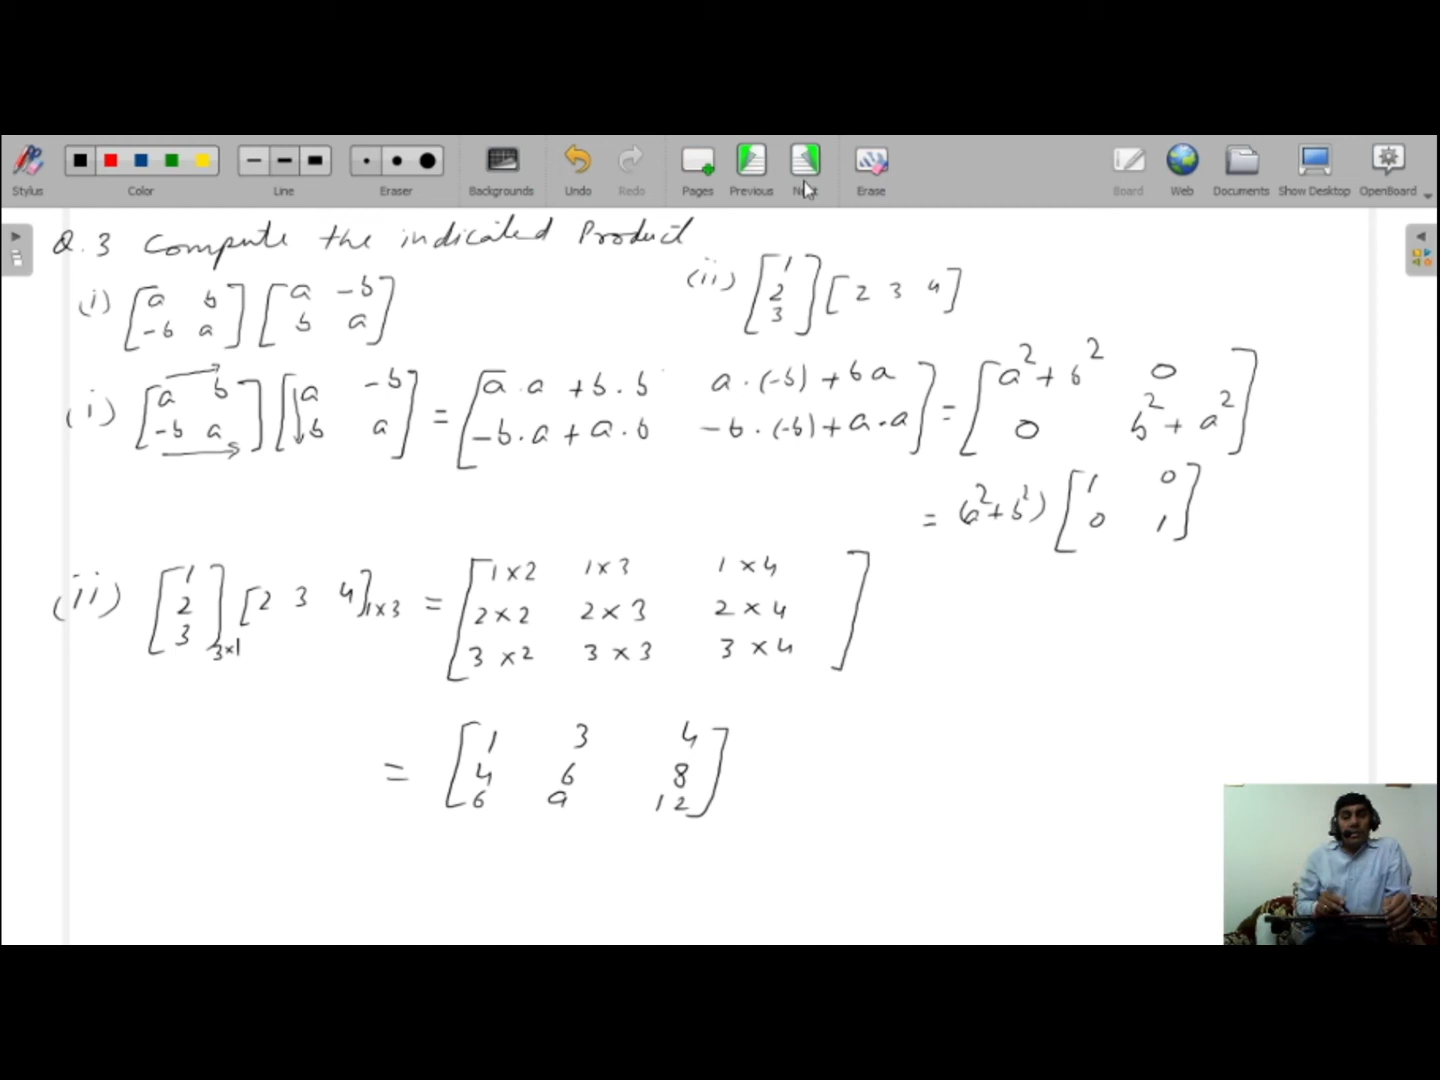 Stylus Color Line Eraser Backgrounds Undo Redo Pages Previous Next Erase Board Web Documents Show Desktop OpenBoard
Q.3 Compute the indicated Product
(i) [a b -b a] [a -b b a] (ii) [1 2 3] [2 3 4]
(i) [a b -b a] [a -b b a] = [a.a + b.b a.(-b)+ba -b.a+a.b -b.(-b)+a.a] = [a²+b² 0 0 b²+a²]
= (a²+b²) [1 0 0 1]
(ii) [1 2 3]3×1 [2 3 4]1×3 = [1×2 1×3 1×4
2×2 2×3 2×4
3×2 3×3 3×4]
= [1 3 4
4 6 8
6 9 12]